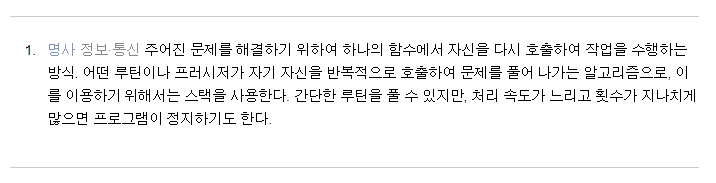 1. 명사 정보·통신 주어진 문제를 해결하기 위하여 하나의 함수에서 자신을 다시 호출하여 작업을 수행하는
방식. 어떤 루틴이나 프러시저가 자기 자신을 반복적으로 호출하여 문제를 풀어 나가는 알고리즘으로, 이
를 이용하기 위해서는 스택을 사용한다. 간단한 루틴을 풀 수 있지만, 처리 속도가 느리고 횟수가 지나치게
많으면 프로그램이 정지하기도 한다.